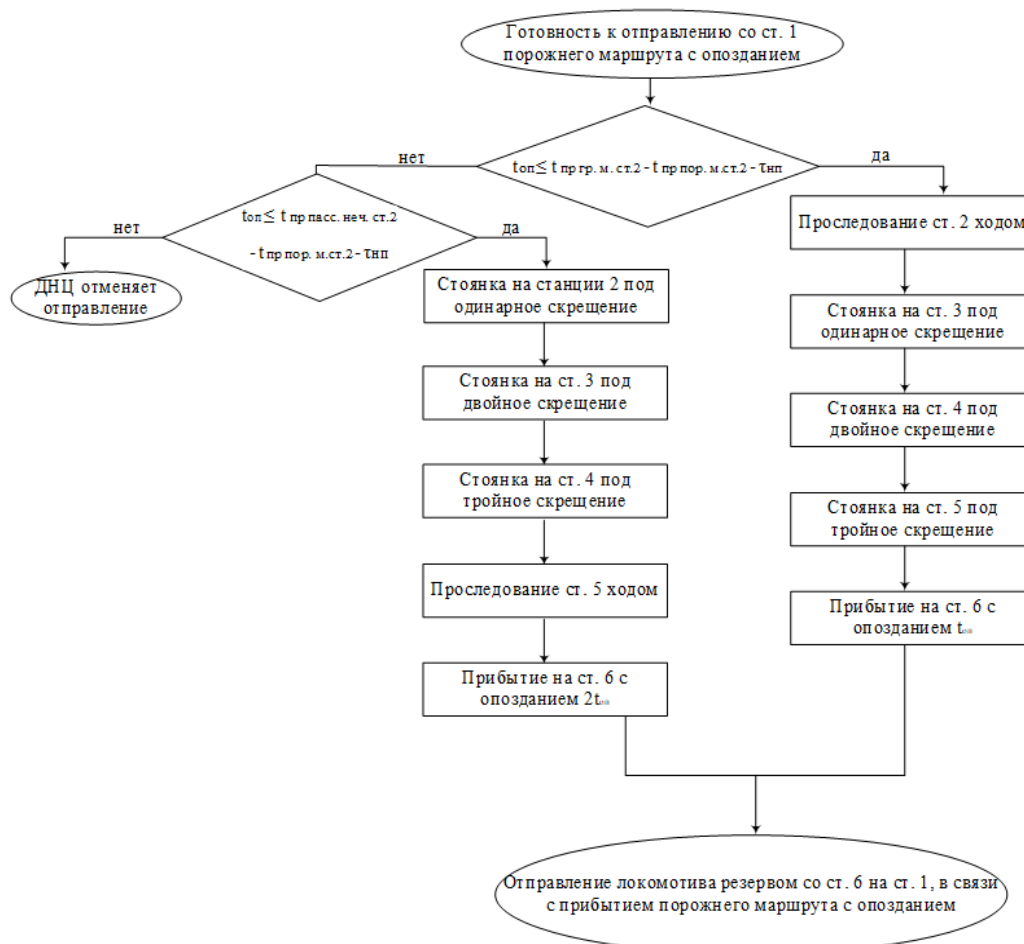 Готовность к отправлению со ст. 1
порожнего маршрута с опозданием
нет
да
tоп ≤ t пр гр. м. ст.2 - t пр пор. м.ст.2 - τнп
tоп ≤ t пр пасс. неч. ст.2
- t пр пор. м.ст.2 - τнп
нет
да
ДНЦ отменяет
отправление
Стоянка на станции 2 под
одинарное скрещение
Стоянка на ст. 3 под
двойное скрещение
Стоянка на ст. 4 под
тройное скрещение
Проследование ст. 5 ходом
Прибытие на ст. 6 с
опозданием 2tоп
Проследование ст. 2 ходом
Стоянка на ст. 3 под
одинарное скрещение
Стоянка на ст. 4 под
двойное скрещение
Стоянка на ст. 5 под
тройное скрещение
Прибытие на ст. 6 с
опозданием tоп
Отправление локомотива резервом со ст. 6 на ст. 1, в связи
с прибытием порожнего маршрута с опозданием